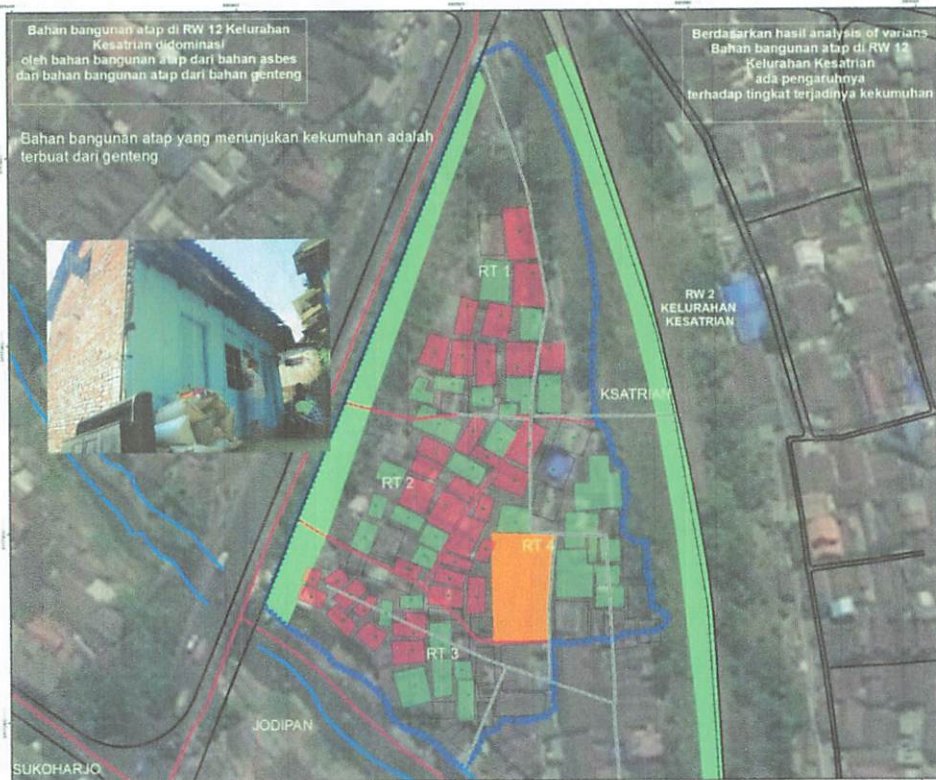 Bahan bangunan atap di RW 12 Kelurahan
Kesatrian didominasi
oleh bahan bangunan atap dari bahan asbes
dan bahan bangunan atap dari bahan genteng
Bahan bangunan atap yang menunjukan kekumuhan adalah
terbuat dari genteng
Berdasarkan hasil analysis of varians
Bahan bangunan atap di RW 12
Kelurahan Kesatrian
ada pengaruhnya
terhadap tingkat terjadinya kekumuhan
RT 1
RW 2
KELURAHAN
KESATRIAN
KSATRIAN
RT 2
RT 4
RT 3
JODIPAN
SUKOHARJO